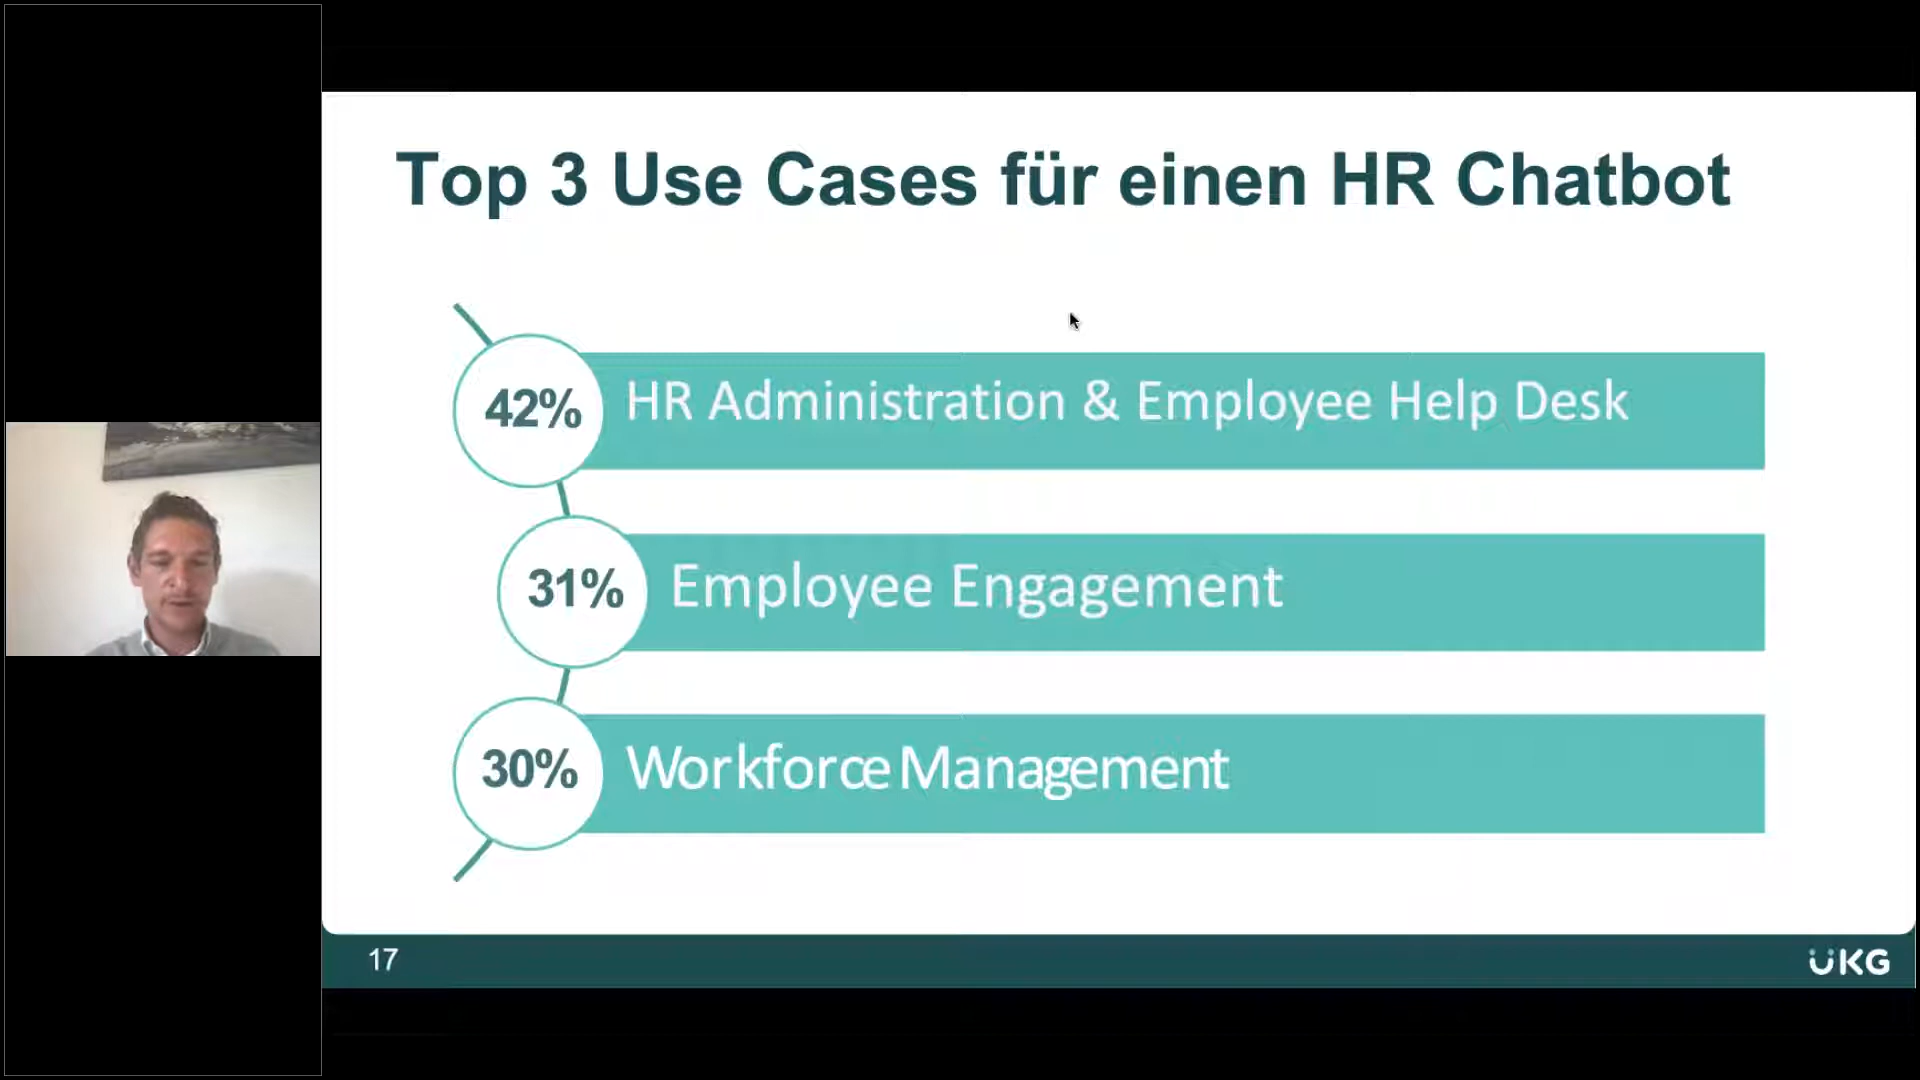 Top 3 Use Cases für einen HR Chatbot
42% HR Administration & Employee Help Desk
31% Employee Engagement
30% Workforce Management
17
UKG